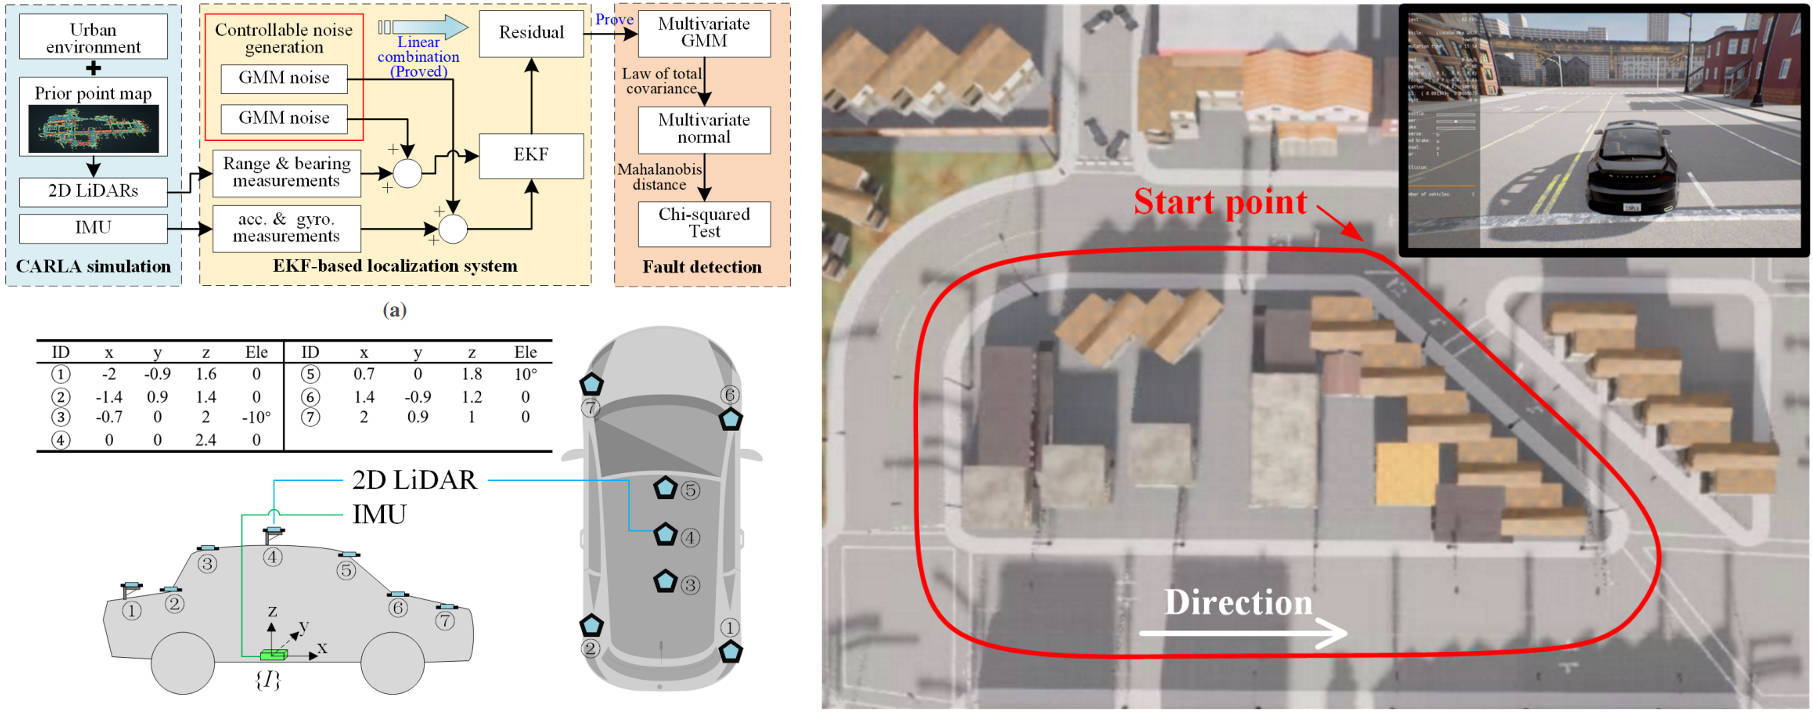 Urban
environment
+
Prior point map
2D LiDARs
IMU
CARLA simulation
Controllable noise
generation
GMM noise
GMM noise
Linear
combination
(Proved)
Residual
Range & bearing
measurements
+
+
EKF
acc. & gyro.
measurements
+
+
EKF-based localization system
Prove
Multivariate
GMM
Law of total
covariance
Multivariate
normal
Mahalanobis
distance
Chi-squared
Test
Fault detection
(a)
ID x y z Ele ID x y z Ele
① -2 -0.9 1.6 0 ⑤ 0.7 0 1.8 10°
② -1.4 0.9 1.4 0 ⑥ 1.4 -0.9 1.2 0
③ -0.7 0 2 -10° ⑦ 2 0.9 1 0
④ 0 0 2.4 0
2D LiDAR
IMU
① ② ③ ④ ⑤ ⑥ ⑦
z
y
x
{I}
⑦
⑥
⑤
④
③
②
①
Start point
Direction